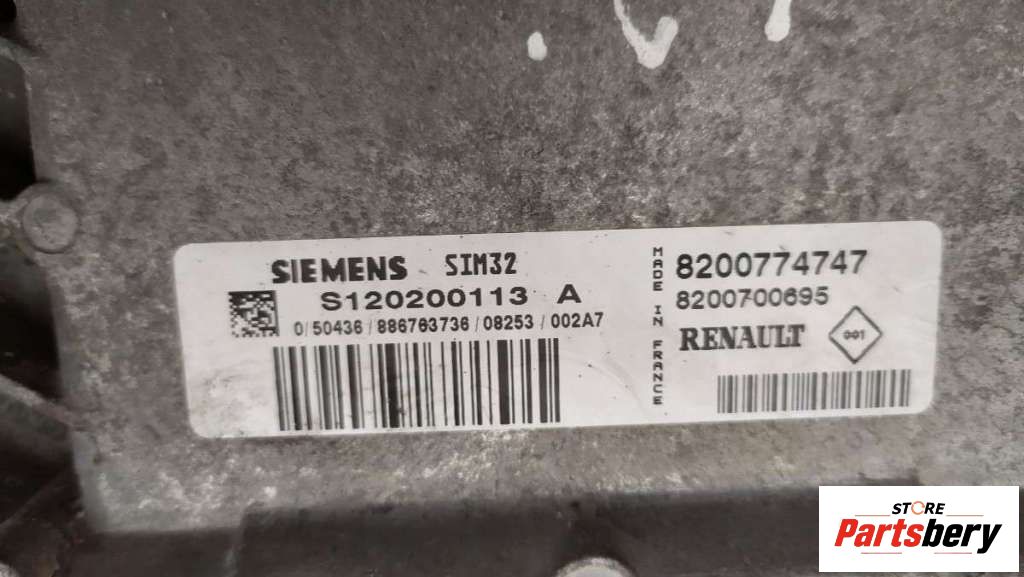 SIEMENS SIM32
S120200113 A
0/50436/886763736/08253/002A7
MADE IN FRANCE
8200774747
8200700695
RENAULT 001
STORE
Partsbery